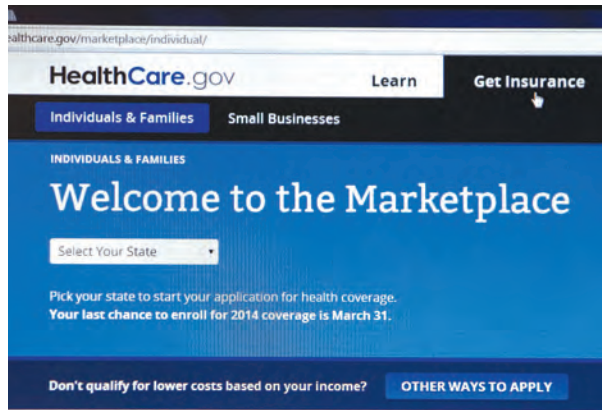 ealthcare.gov/marketplace/individual/
HealthCare.gov Learn Get Insurance
Individuals & Families Small Businesses
INDIVIDUALS & FAMILIES
Welcome to the Marketplace
Select Your State
Pick your state to start your application for health coverage.
Your last chance to enroll for 2014 coverage is March 31.
Don't qualify for lower costs based on your income? OTHER WAYS TO APPLY